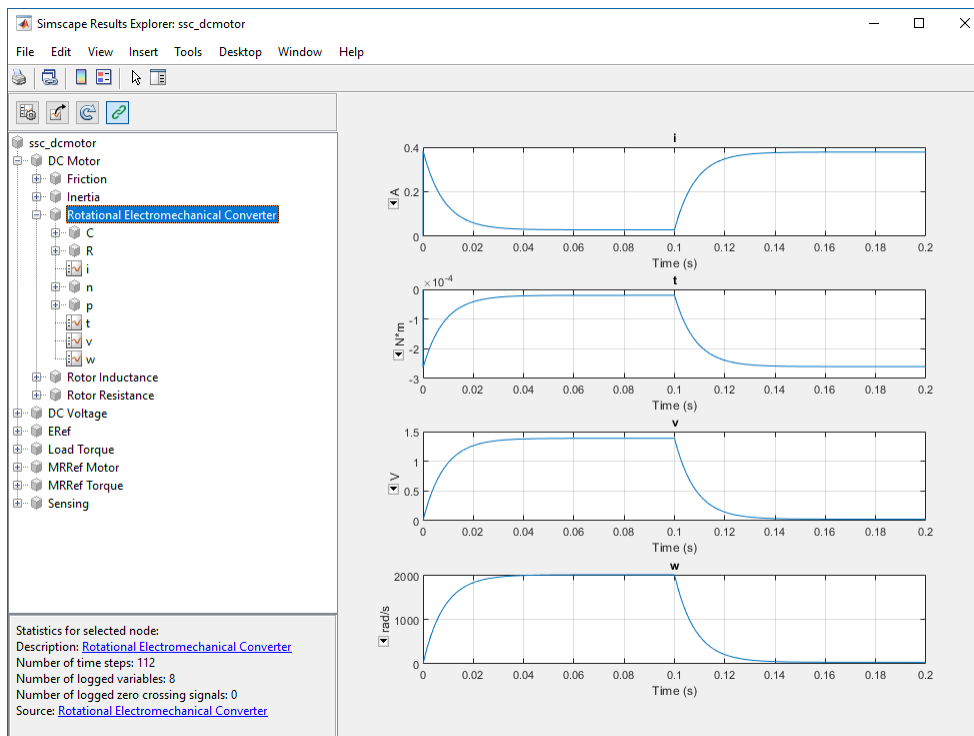 Simscape Results Explorer: ssc_dcmotor
File Edit View Insert Tools Desktop Window Help
ssc_dcmotor
DC Motor
Friction
Inertia
Rotational Electromechanical Converter
C
R
i
n
p
t
v
w
Rotor Inductance
Rotor Resistance
DC Voltage
ERef
Load Torque
MRRef Motor
MRRef Torque
Sensing
Statistics for selected node:
Description: Rotational Electromechanical Converter
Number of time steps: 112
Number of logged variables: 8
Number of logged zero crossing signals: 0
Source: Rotational Electromechanical Converter
i
0.4
0.2
0
A
0 0.02 0.04 0.06 0.08 0.1 0.12 0.14 0.16 0.18 0.2
Time (s)
t
×10⁻⁴
0
-1
-2
-3
N*m
0 0.02 0.04 0.06 0.08 0.1 0.12 0.14 0.16 0.18 0.2
Time (s)
v
1.5
1
0.5
0
V
0 0.02 0.04 0.06 0.08 0.1 0.12 0.14 0.16 0.18 0.2
Time (s)
w
2000
1000
0
rad/s
0 0.02 0.04 0.06 0.08 0.1 0.12 0.14 0.16 0.18 0.2
Time (s)